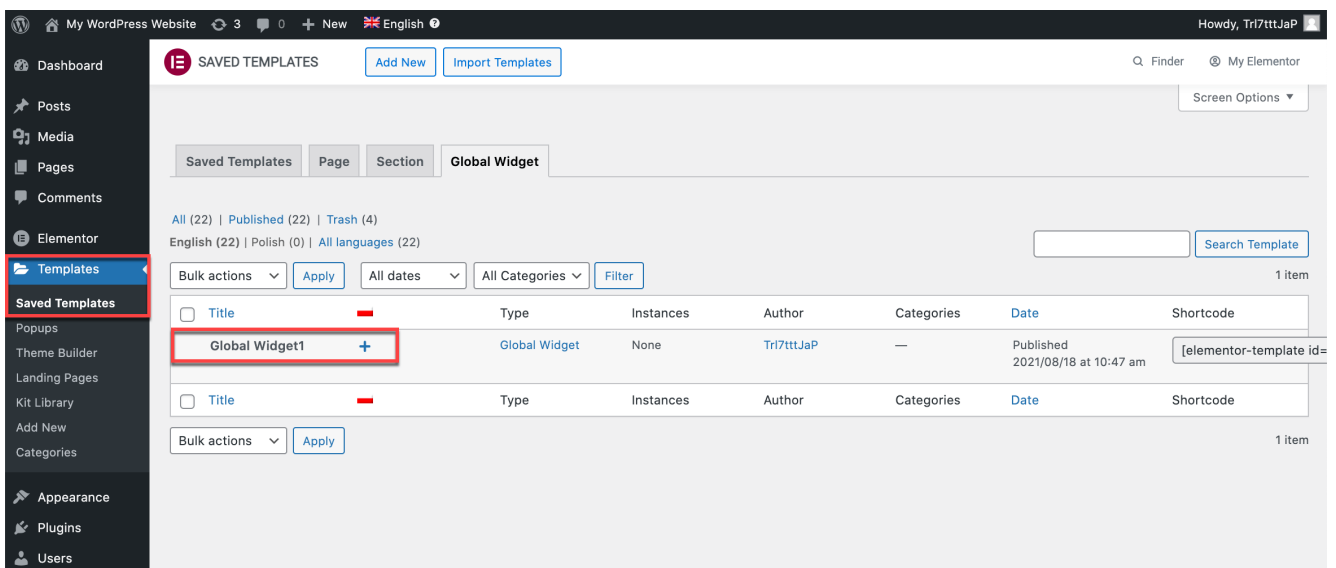 My WordPress Website 3 0 + New English
Howdy, Trl7tttJaP
Dashboard
Posts
Media
Pages
Comments
Elementor
Templates
Saved Templates
Popups
Theme Builder
Landing Pages
Kit Library
Add New
Categories
Appearance
Plugins
Users
SAVED TEMPLATES Add New Import Templates
Finder My Elementor
Screen Options ▼
Saved Templates Page Section Global Widget
All (22) | Published (22) | Trash (4)
English (22) | Polish (0) | All languages (22)
Search Template
Bulk actions Apply All dates All Categories Filter
1 item
Title Type Instances Author Categories Date Shortcode
Global Widget1 + Global Widget None Trl7tttJaP — Published [elementor-template id=
2021/08/18 at 10:47 am
Title Type Instances Author Categories Date Shortcode
Bulk actions Apply
1 item